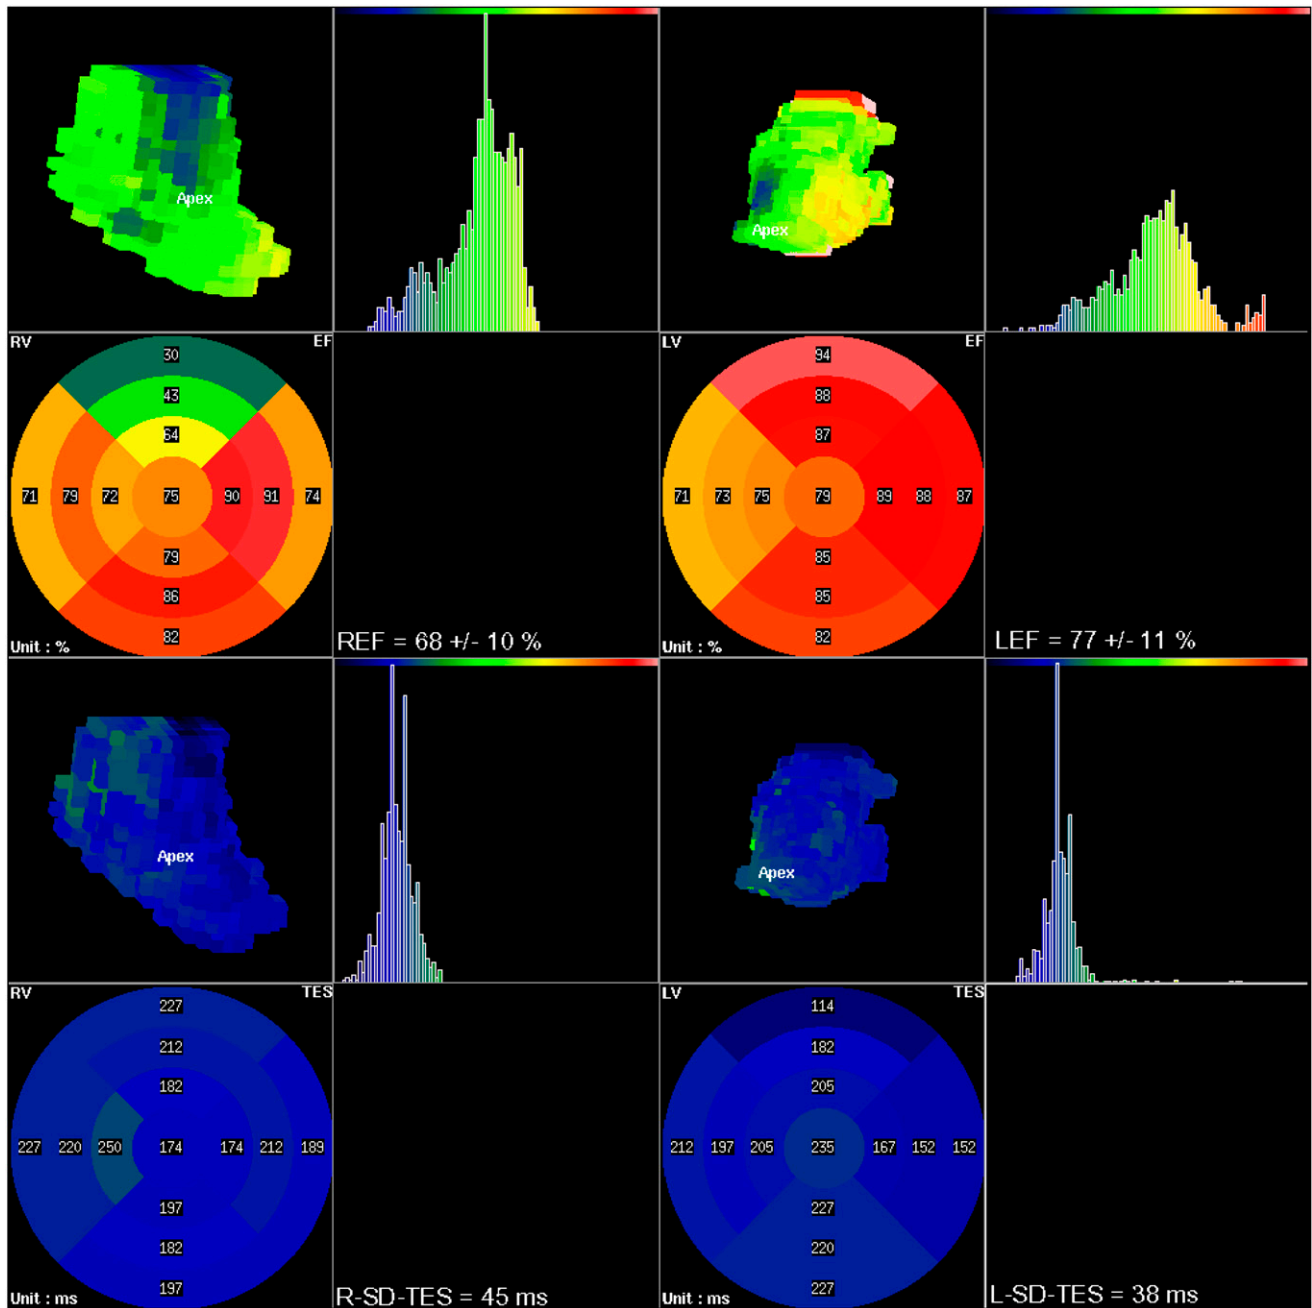 Apex
Apex
RV EF
30
43
64
71 79 72 75 90 91 74
79
86
82
Unit : %
REF = 68 +/- 10 %
LV EF
94
88
87
71 73 75 79 89 88 87
85
85
82
Unit : %
LEF = 77 +/- 11 %
Apex
Apex
RV TES
227
212
182
227 220 250 174 174 212 189
197
182
197
Unit : ms
R-SD-TES = 45 ms
LV TES
114
182
205
212 197 205 235 167 152 152
227
220
227
Unit : ms
L-SD-TES = 38 ms